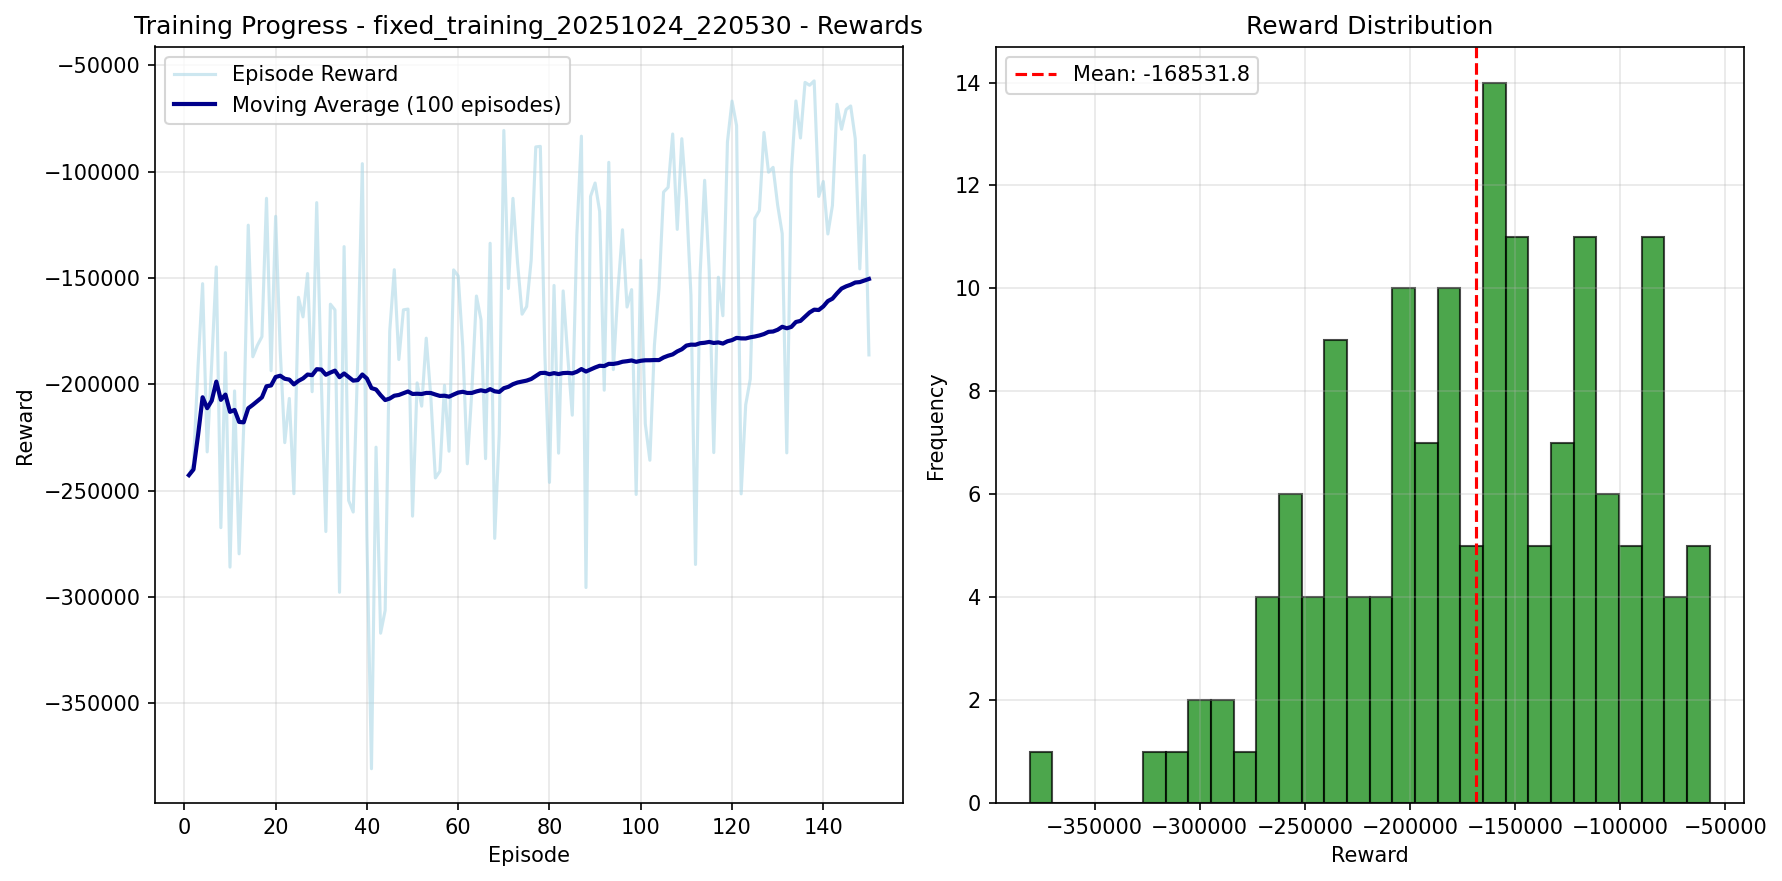 Training Progress - fixed_training_20251024_220530 - Rewards
Episode Reward
Moving Average (100 episodes)
−50000
−100000
−150000
−200000
−250000
−300000
−350000
Reward
0 20 40 60 80 100 120 140
Episode
Reward Distribution
Mean: -168531.8
14
12
10
8
6
4
2
0
Frequency
−350000 −300000 −250000 −200000 −150000 −100000 −50000
Reward